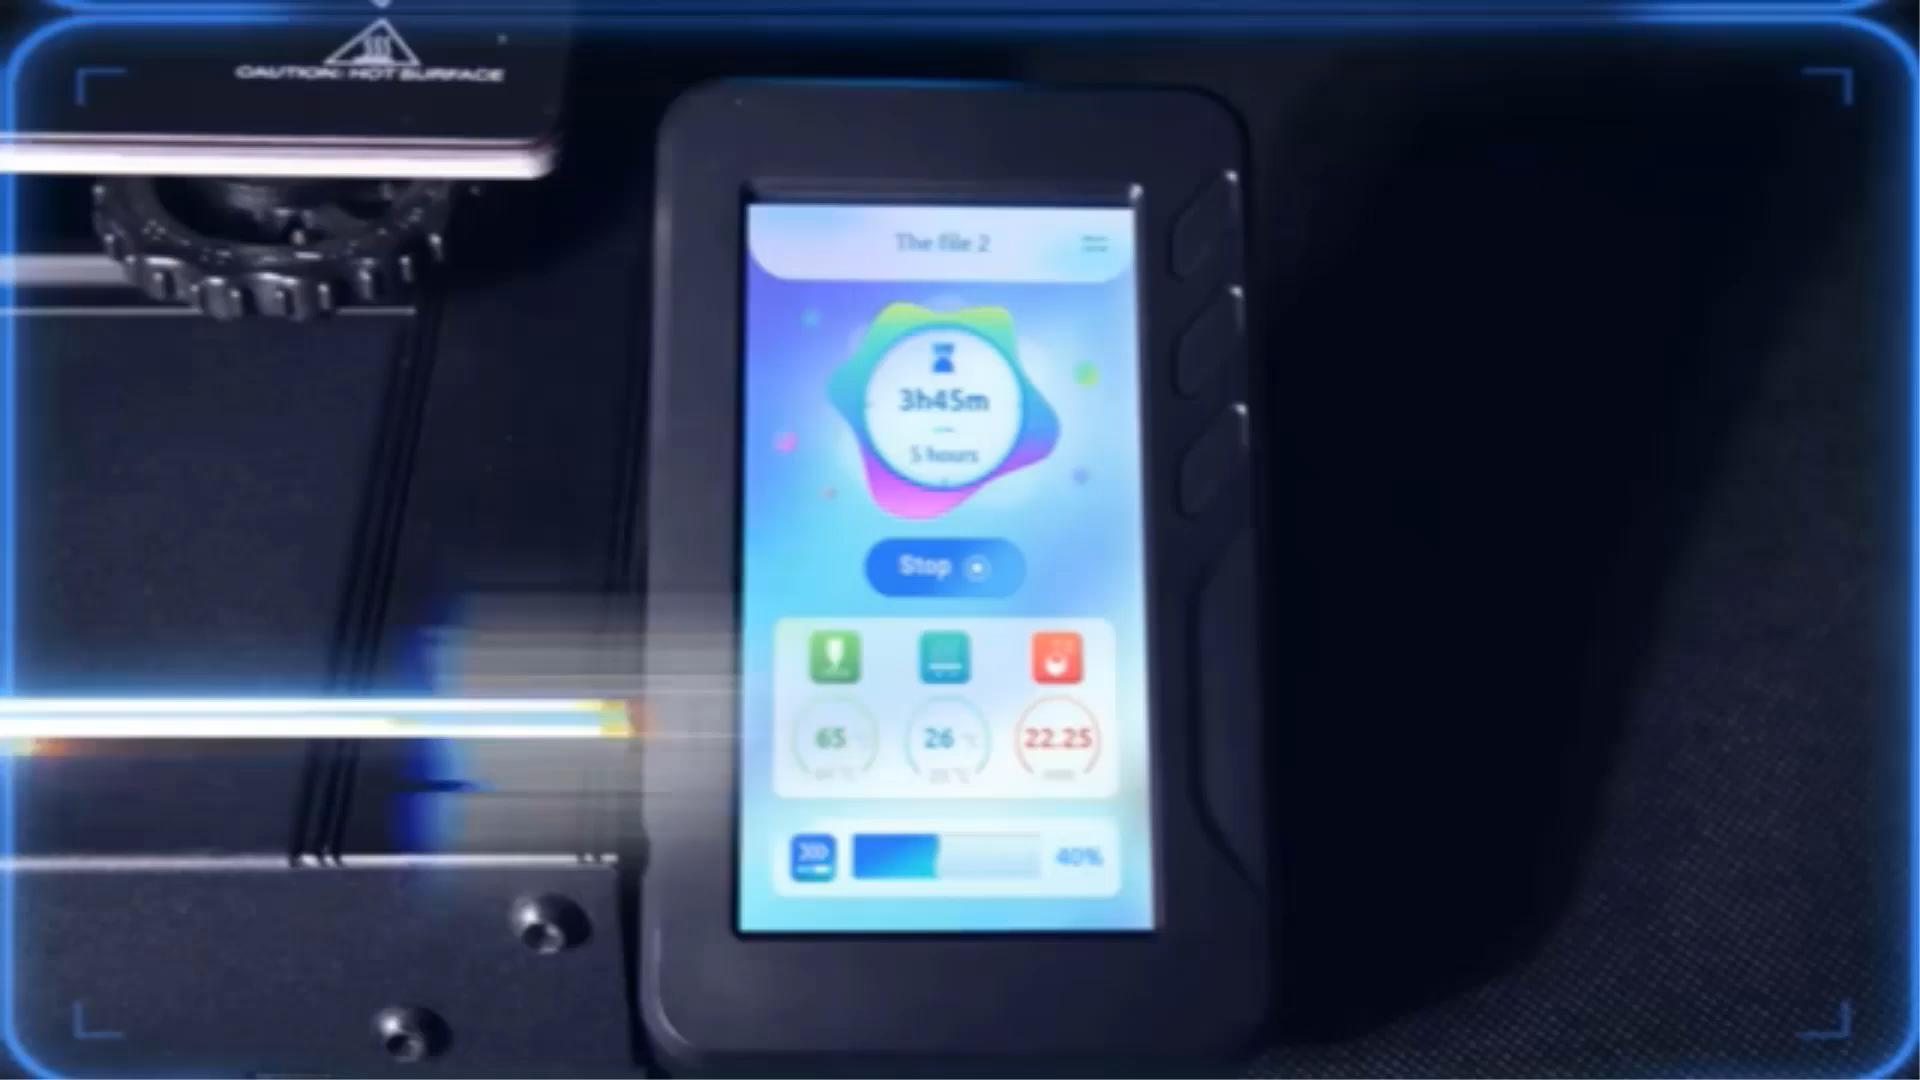 CAUTION: HOT SURFACE
The file 2
3h45m
5 hours
Stop
65
26 °C
22.25
40%